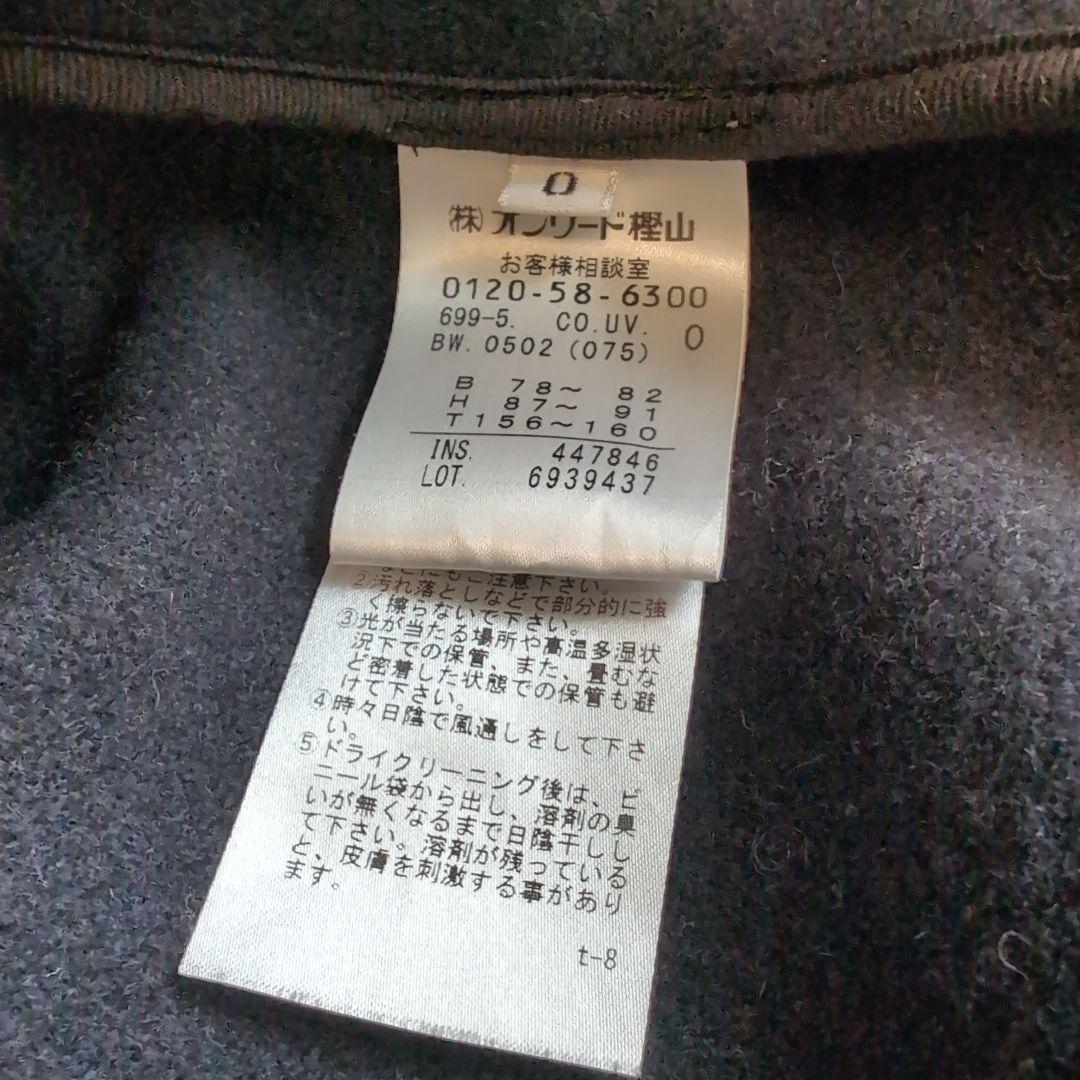 0
㈱オンワード樫山
お客様相談室
0120-58-6300
699-5. CO.UV. 0
BW. 0502 (075)
B 78〜 82
H 87〜 91
T156〜160
INS. 447846
LOT. 6939437
にもご注意下さい。
②汚れ落としなどで部分的に強
く擦らないで下さい。
③光が当たる場所や高温多湿状
況下での保管、また、畳むな
ど密着した状態での保管も避
けて下さい。
④時々日陰で風通しをして下さ
い。
⑤ドライクリーニング後は、ビ
ニール袋から出し、溶剤の臭
いが無くなるまで日陰干しし
て下さい。溶剤が残っている
と、皮膚を刺激する事があり
ます。
t-8